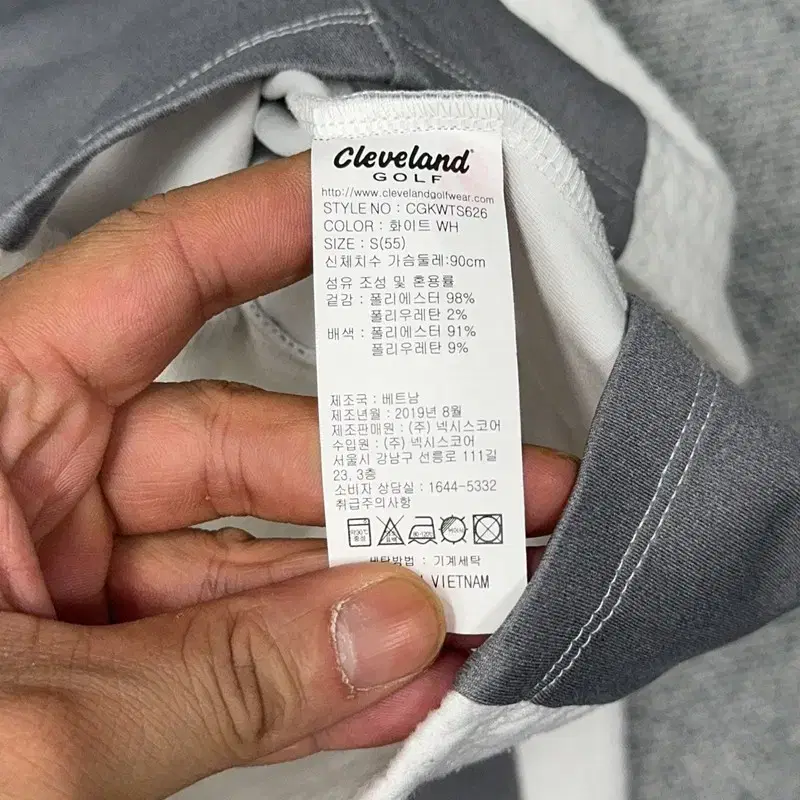 Cleveland
GOLF
http://www.clevelandgolfwear.com
STYLE NO : CGKWTS626
COLOR : 화이트 WH
SIZE : S(55)
신체치수 가슴둘레:90cm
섬유 조성 및 혼용률
겉감 : 폴리에스터 98%
폴리우레탄 2%
배색 : 폴리에스터 91%
폴리우레탄 9%
제조국 : 베트남
제조년월 : 2019년 8월
제조판매원 : (주) 넥시스코어
수입원 : (주) 넥시스코어
서울시 강남구 선릉로 111길
23, 3층
소비자 상담실 : 1644-5332
취급주의사항
세탁방법 : 기계세탁
VIETNAM